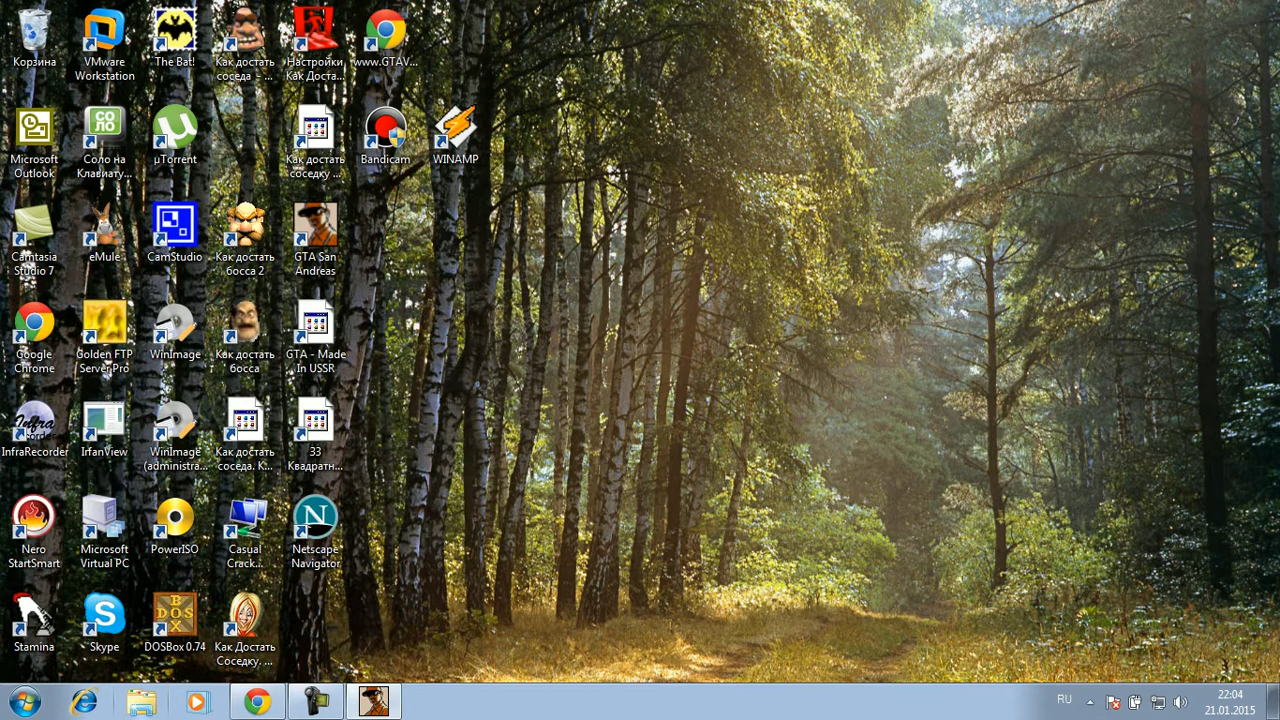 Корзина
VMware
Workstation
The Bat!
Как достать
соседа - ...
Настройки
Как Доста...
www.GTAV...
Microsoft
Outlook
СОЛО
Соло на
Клавиату...
µTorrent
Как достать
соседку ...
Bandicam
WINAMP
Camtasia
Studio 7
eMule
CamStudio
Как достать
босса 2
GTA San
Andreas
Google
Chrome
Golden FTP
Server Pro
WinImage
Как достать
босса
GTA - Made
In USSR
Infra
InfraRecorder
IrfanView
WinImage
(administra...
Как достать
соседа. К...
33
Квадратн...
Nero
StartSmart
Microsoft
Virtual PC
PowerISO
Casual
Crack...
N
Netscape
Navigator
Stamina
S
Skype
DOS
BOX
DOSBox 0.74
Как Достать
Соседку. ...
RU
22:04
21.01.2015